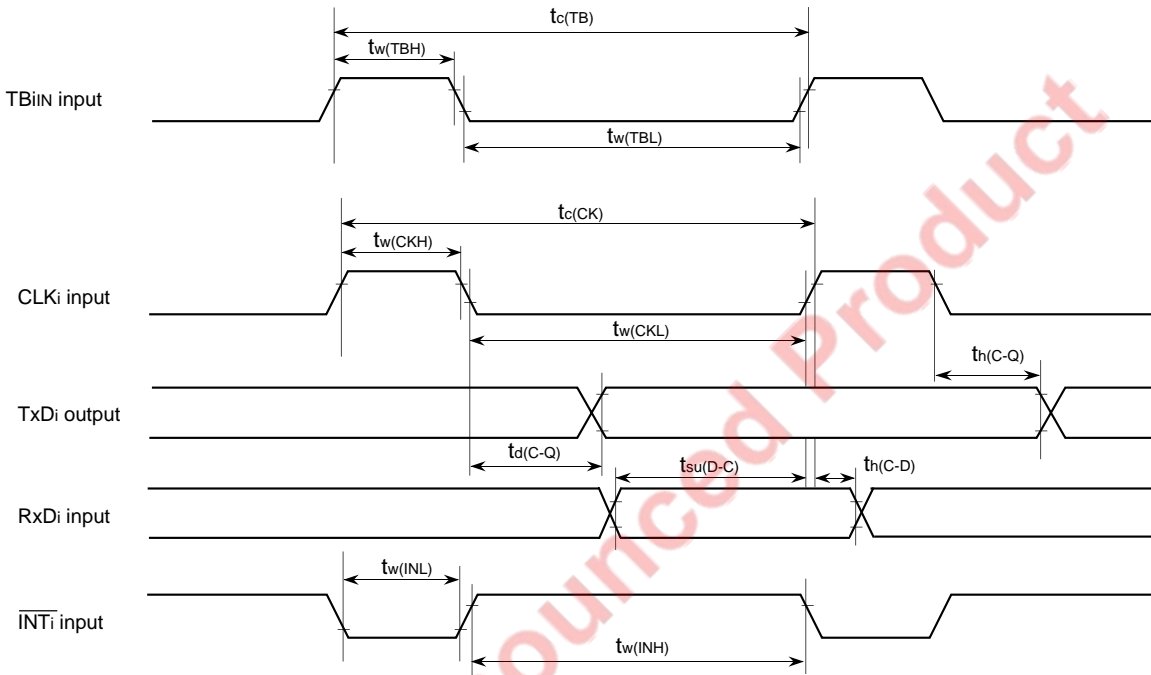 tc(TB)
tw(TBH)
TBiIN input
tw(TBL)
tc(CK)
tw(CKH)
CLKi input
tw(CKL)
th(C-Q)
TxDi output
td(C-Q)
tsu(D-C)
th(C-D)
RxDi input
tw(INL)
INTi input
tw(INH)
ounced Product